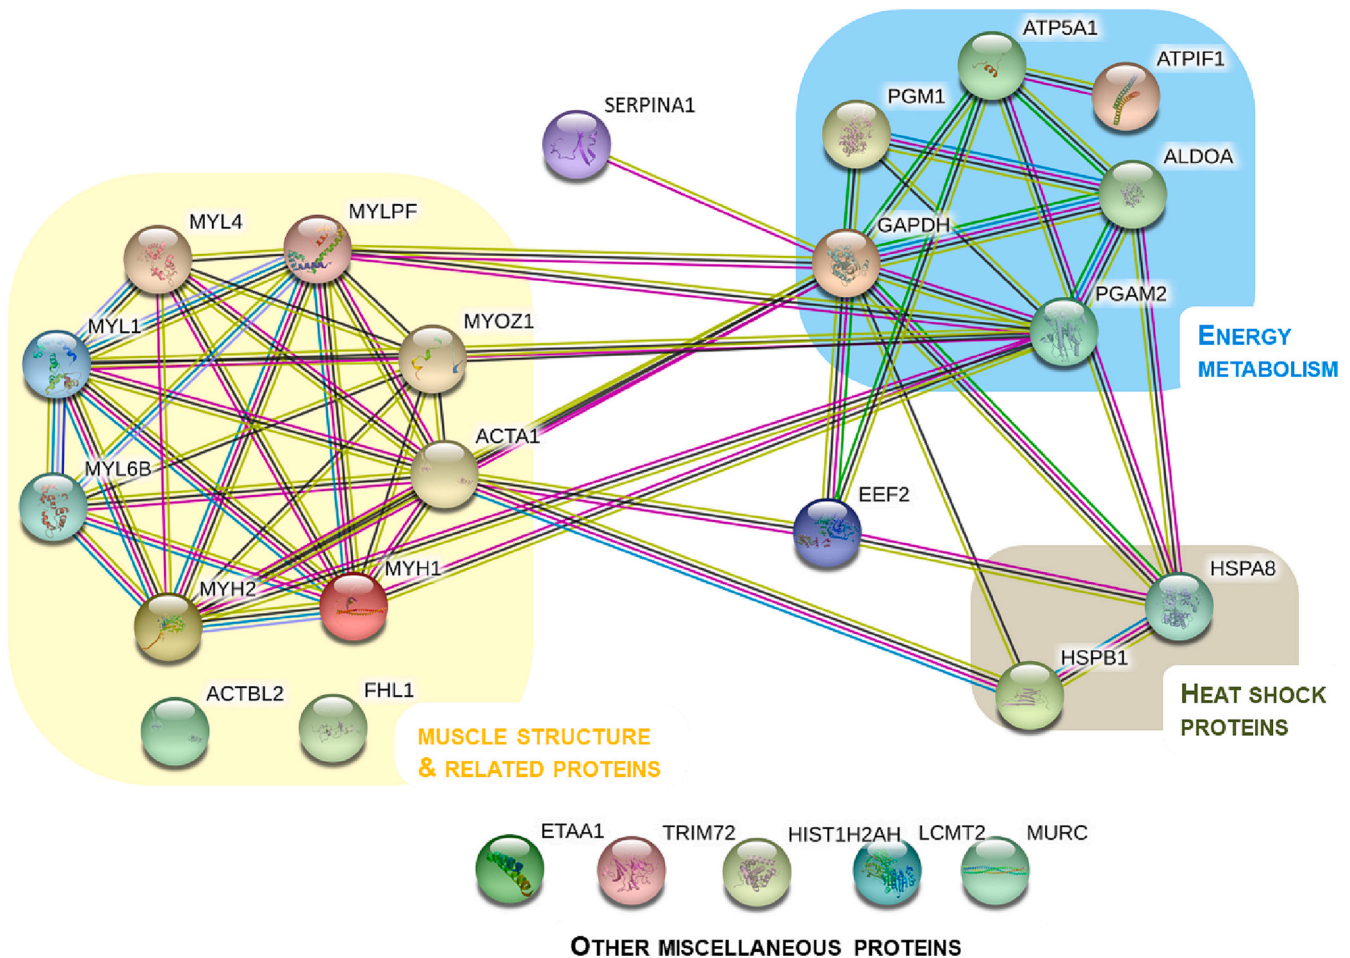 ATP5A1
ATPIF1
PGM1
SERPINA1
ALDOA
MYL4
MYLPF
GAPDH
PGAM2
MYL1
MYOZ1
ENERGY
METABOLISM
ACTA1
MYL6B
EEF2
MYH2
MYH1
HSPA8
HSPB1
ACTBL2
FHL1
HEAT SHOCK
PROTEINS
MUSCLE STRUCTURE
& RELATED PROTEINS
ETAA1
TRIM72
HIST1H2AH
LCMT2
MURC
OTHER MISCELLANEOUS PROTEINS